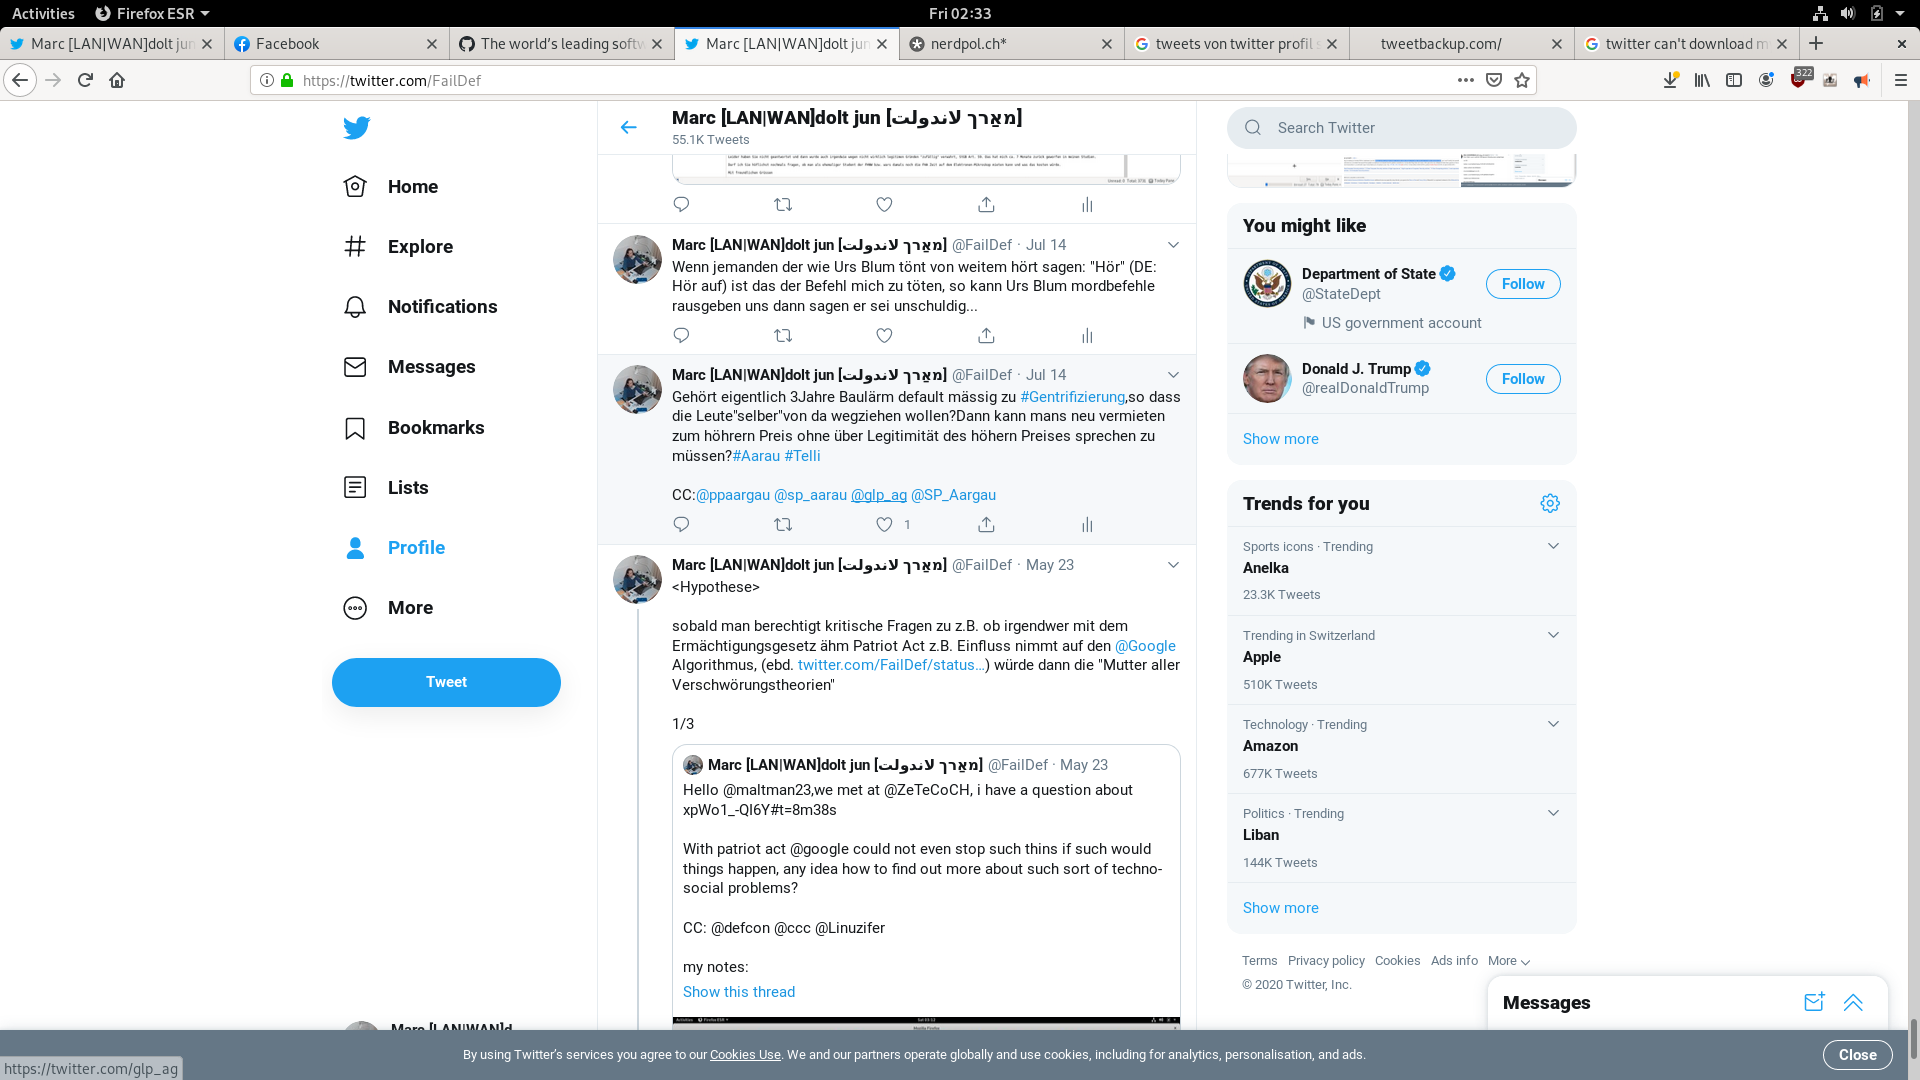 Activities Firefox ESR Fri 02:33
Marc [LAN|WAN]dolt jun
Facebook
The world's leading softw
Marc [LAN|WAN]dolt jun
nerdpol.ch*
tweets von twitter profil s
tweetbackup.com/
twitter can't download m
https://twitter.com/FailDef
322
Home
Explore
Notifications
Messages
Bookmarks
Lists
Profile
More
Tweet
Marc [LAN|WAN]d
Marc [LAN|WAN]dolt jun [מאַרך לאנדולת]
55.1K Tweets
Marc [LAN|WAN]dolt jun [מאַרך לאנדולת] @FailDef · Jul 14
Wenn jemanden der wie Urs Blum tönt von weitem hört sagen: "Hör" (DE:
Hör auf) ist das der Befehl mich zu töten, so kann Urs Blum mordbefehle
rausgeben uns dann sagen er sei unschuldig...
Marc [LAN|WAN]dolt jun [מאַרך לאנדולת] @FailDef · Jul 14
Gehört eigentlich 3Jahre Baulärm default mässig zu #Gentrifizierung,so dass
die Leute"selber"von da wegziehen wollen?Dann kann mans neu vermieten
zum höhrern Preis ohne über Legitimität des höhern Preises sprechen zu
müssen?#Aarau #Telli
CC:@ppaargau @sp_aarau @glp_ag @SP_Aargau
1
Marc [LAN|WAN]dolt jun [מאַרך לאנדולת] @FailDef · May 23
<Hypothese>
sobald man berechtigt kritische Fragen zu z.B. ob irgendwer mit dem
Ermächtigungsgesetz ähm Patriot Act z.B. Einfluss nimmt auf den @Google
Algorithmus, (ebd. twitter.com/FailDef/status…) würde dann die "Mutter aller
Verschwörungstheorien"
1/3
Marc [LAN|WAN]dolt jun [מאַרך לאנדולת] @FailDef · May 23
Hello @maltman23,we met at @ZeTeCoCH, i have a question about
xpWo1_-QI6Y#t=8m38s
With patriot act @google could not even stop such thins if such would
things happen, any idea how to find out more about such sort of techno-
social problems?
CC: @defcon @ccc @Linuzifer
my notes:
Show this thread
Search Twitter
You might like
Department of State
@StateDept
Follow
US government account
Donald J. Trump
@realDonaldTrump
Follow
Show more
Trends for you
Sports icons · Trending
Anelka
23.3K Tweets
Trending in Switzerland
Apple
510K Tweets
Technology · Trending
Amazon
677K Tweets
Politics · Trending
Liban
144K Tweets
Show more
Terms Privacy policy Cookies Ads info More
© 2020 Twitter, Inc.
Messages
By using Twitter's services you agree to our Cookies Use. We and our partners operate globally and use cookies, including for analytics, personalisation, and ads.
Close
https://twitter.com/glp_ag